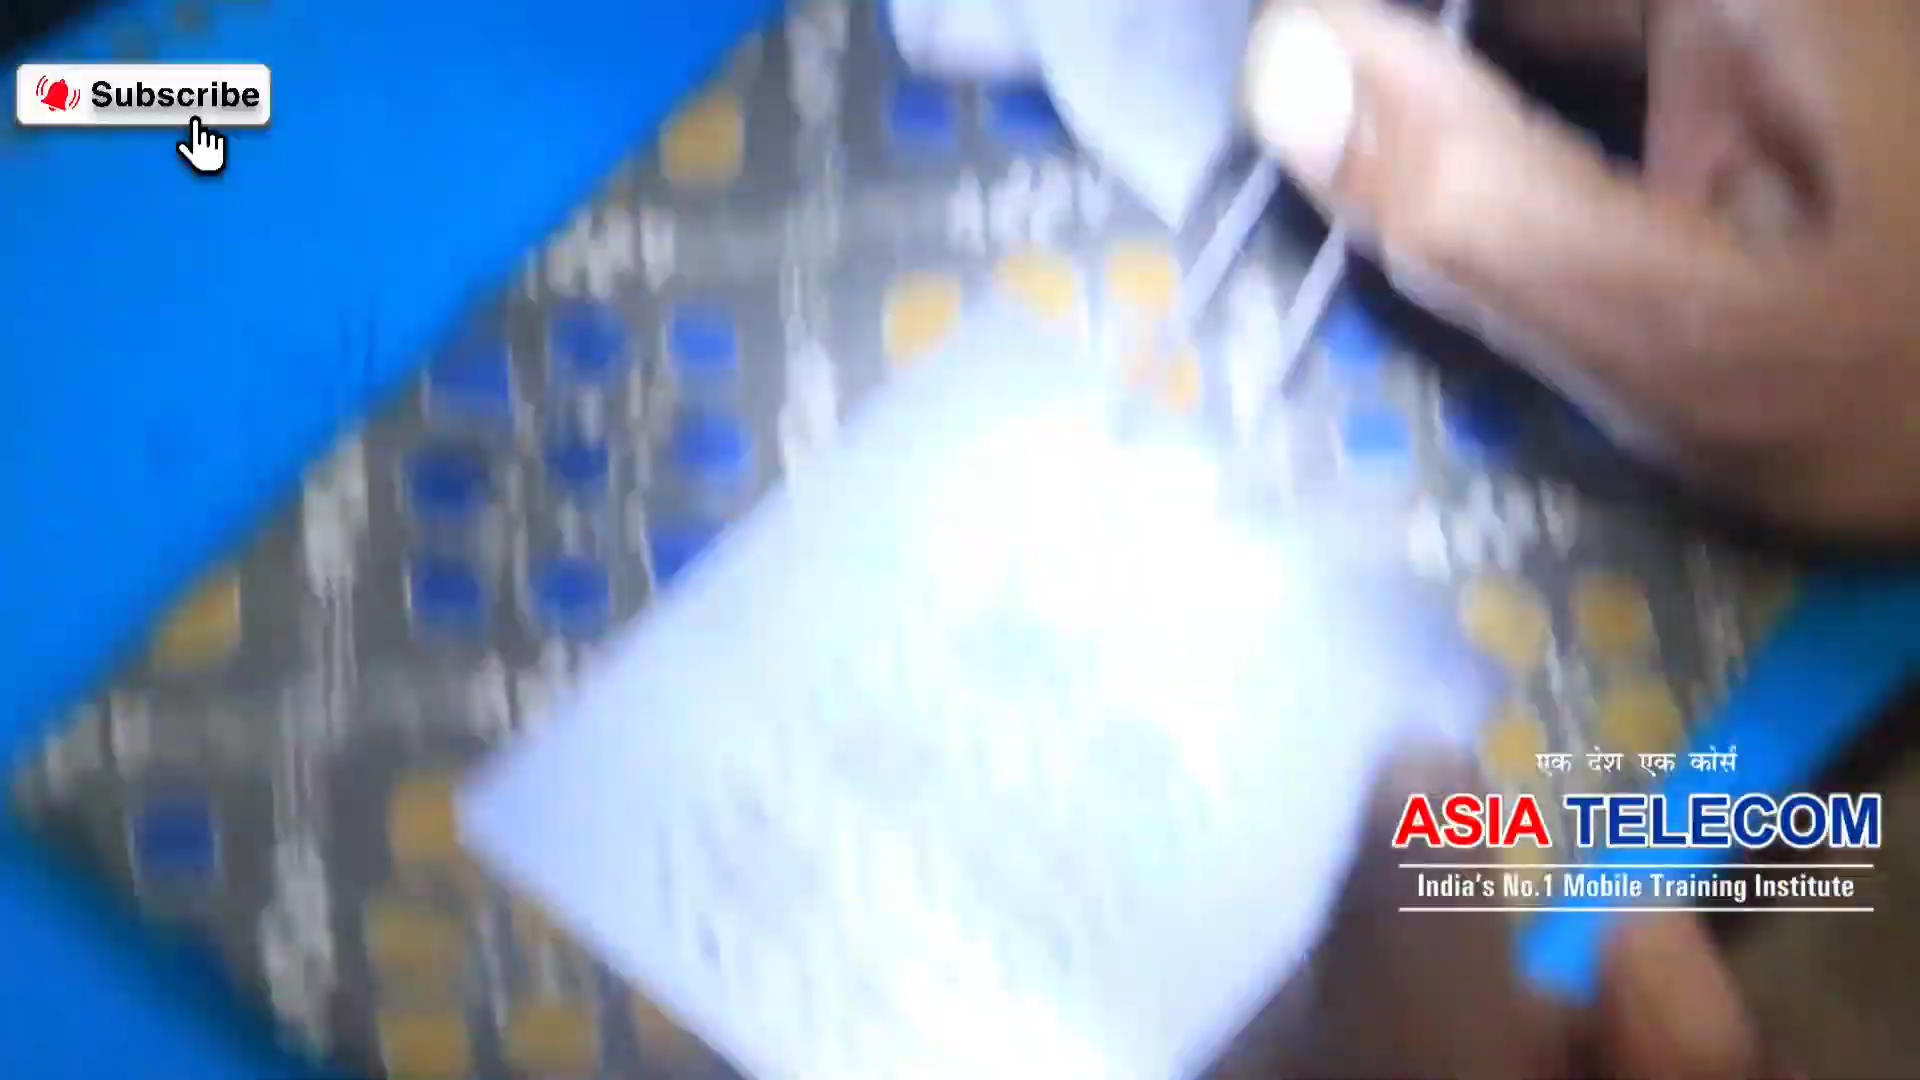 Subscribe
एक देश एक कोर्स
ASIA TELECOM
India's No.1 Mobile Training Institute